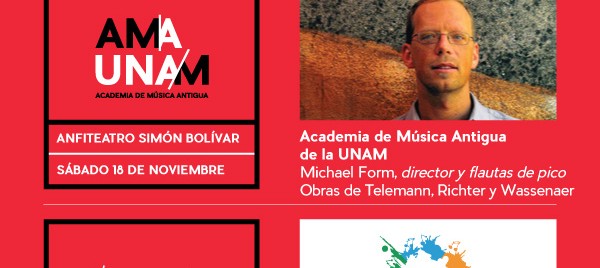 AMA
UNAM
ACADEMIA DE MÚSICA ANTIGUA
ANFITEATRO SIMÓN BOLÍVAR
SÁBADO 18 DE NOVIEMBRE
Academia de Música Antigua
de la UNAM
Michael Form, director y flautas de pico
Obras de Telemann, Richter y Wassenaer